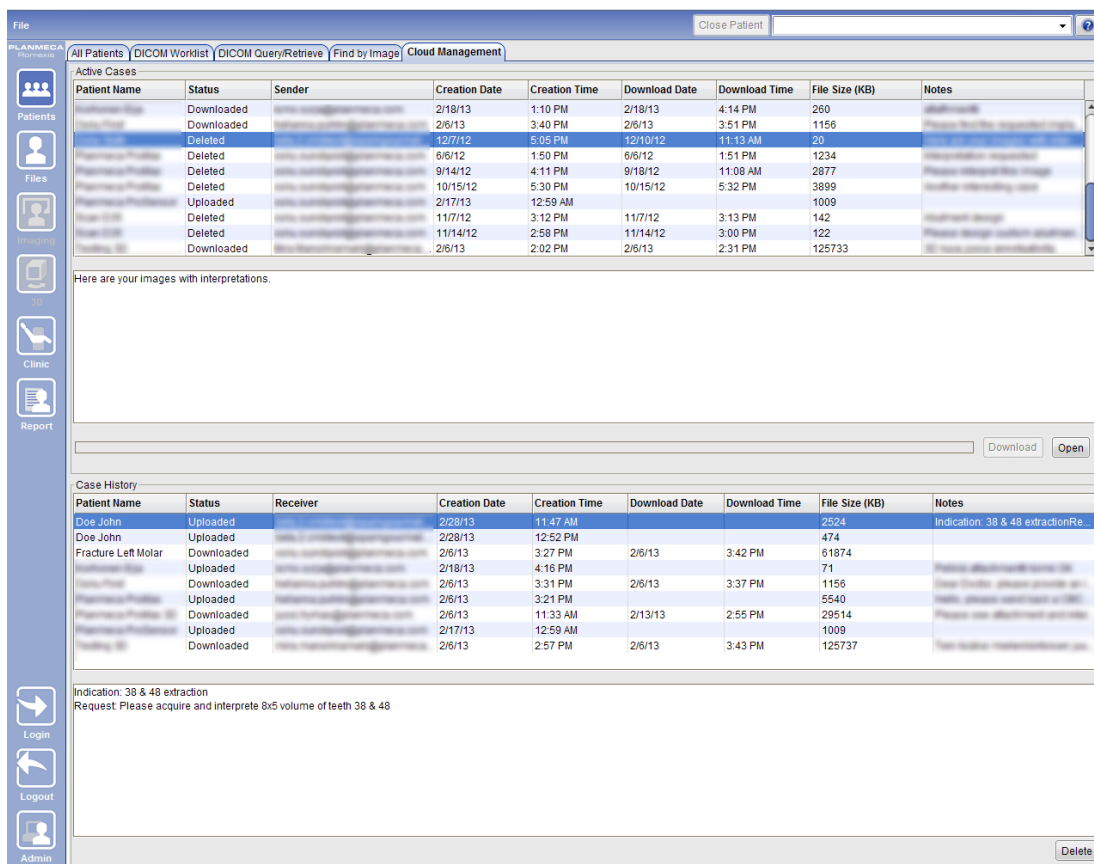 File
Close Patient
PLANMECA
Romexis
All Patients DICOM Worklist DICOM Query/Retrieve Find by Image Cloud Management
Active Cases
Patient Name Status Sender Creation Date Creation Time Download Date Download Time File Size (KB) Notes
Downloaded 2/18/13 1:10 PM 2/18/13 4:14 PM 260
Patients
Downloaded 2/6/13 3:40 PM 2/6/13 3:51 PM 1156
Deleted 12/7/12 5:05 PM 12/10/12 11:13 AM 20
Deleted 6/6/12 1:50 PM 6/6/12 1:51 PM 1234
Deleted 9/14/12 4:11 PM 9/18/12 11:08 AM 2877
Files
Deleted 10/15/12 5:30 PM 10/15/12 5:32 PM 3899
Uploaded 2/17/13 12:59 AM 1009
Deleted 11/7/12 3:12 PM 11/7/12 3:13 PM 142
Deleted 11/14/12 2:58 PM 11/14/12 3:00 PM 122
Imaging
Downloaded 2/6/13 2:02 PM 2/6/13 2:31 PM 125733
Here are your images with interpretations.
3D
Clinic
Report
Download Open
Case History
Patient Name Status Receiver Creation Date Creation Time Download Date Download Time File Size (KB) Notes
Doe John Uploaded 2/28/13 11:47 AM 2524 Indication: 38 & 48 extractionRe...
Doe John Uploaded 2/28/13 12:52 PM 474
Fracture Left Molar Downloaded 2/6/13 3:27 PM 2/6/13 3:42 PM 61874
Uploaded 2/18/13 4:16 PM 71
Downloaded 2/6/13 3:31 PM 2/6/13 3:37 PM 1156
Uploaded 2/6/13 3:21 PM 5540
Downloaded 2/6/13 11:33 AM 2/13/13 2:55 PM 29514
Uploaded 2/17/13 12:59 AM 1009
Downloaded 2/6/13 2:57 PM 2/6/13 3:43 PM 125737
Indication: 38 & 48 extraction
Request: Please acquire and interprete 8x5 volume of teeth 38 & 48
Login
Logout
Admin
Delete